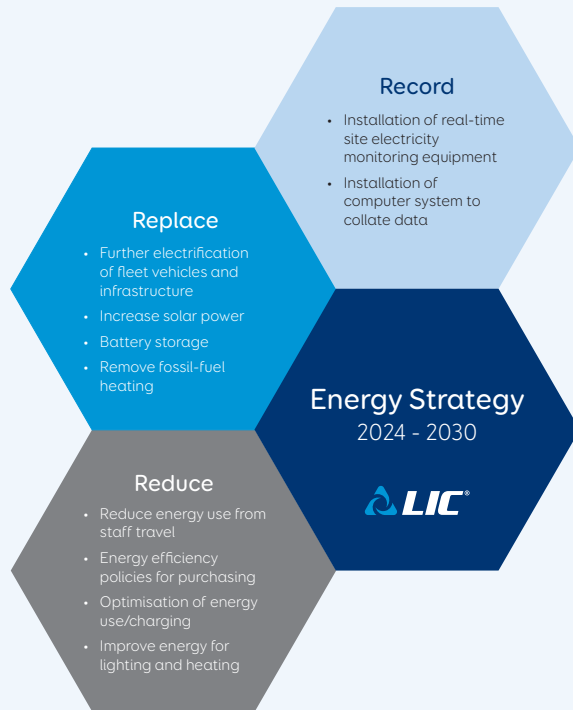 Record
• Installation of real-time
site electricity
monitoring equipment
• Installation of
computer system to
collate data
Replace
• Further electrification
of fleet vehicles and
infrastructure
• Increase solar power
• Battery storage
• Remove fossil-fuel
heating
Energy Strategy
2024 - 2030
LIC®
Reduce
• Reduce energy use from
staff travel
• Energy efficiency
policies for purchasing
• Optimisation of energy
use/charging
• Improve energy for
lighting and heating